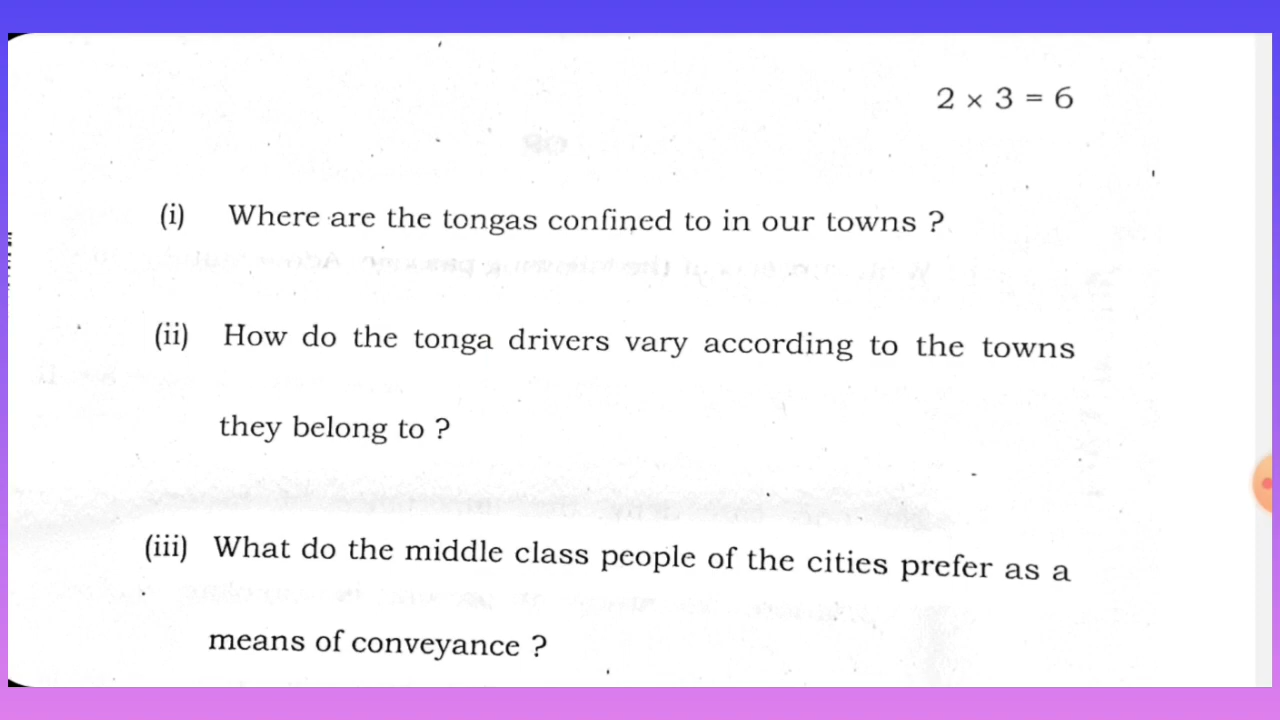 2 × 3 = 6
(i) Where are the tongas confined to in our towns ?
(ii) How do the tonga drivers vary according to the towns
they belong to ?
(iii) What do the middle class people of the cities prefer as a
means of conveyance ?